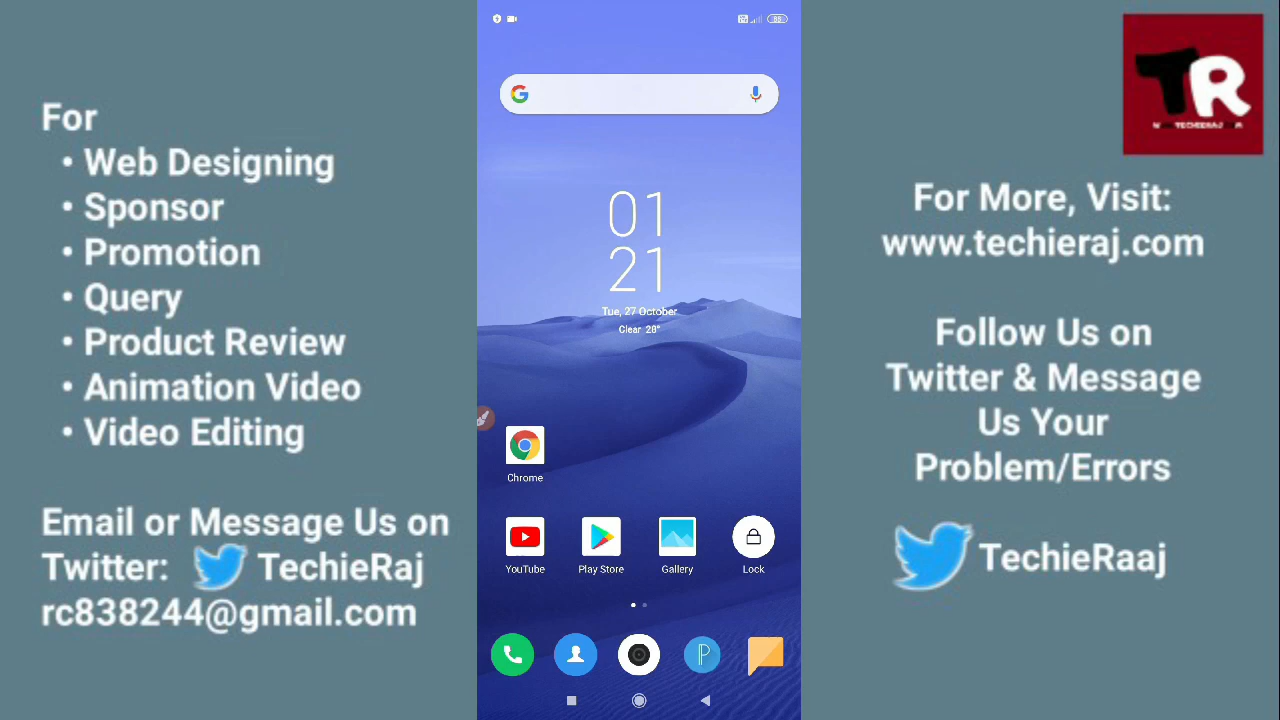 For
• Web Designing
• Sponsor
• Promotion
• Query
• Product Review
• Animation Video
• Video Editing
Email or Message Us on
Twitter: TechieRaj
rc838244@gmail.com
88
01
21
Tue, 27 October
Clear 28°
Chrome
YouTube
Play Store
Gallery
Lock
TR
For More, Visit:
www.techieraj.com
Follow Us on
Twitter & Message
Us Your
Problem/Errors
TechieRaaj